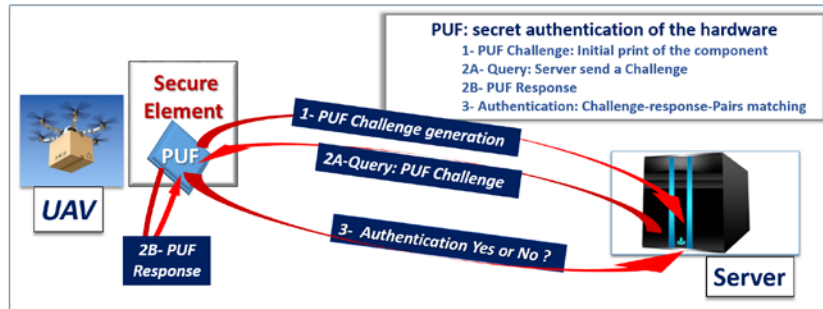 PUF: secret authentication of the hardware
1- PUF Challenge: Initial print of the component
2A- Query: Server send a Challenge
2B- PUF Response
3- Authentication: Challenge-response-Pairs matching
Secure
Element
PUF
UAV
1- PUF Challenge generation
2A-Query: PUF Challenge
2B- PUF
Response
3- Authentication Yes or No ?
Server